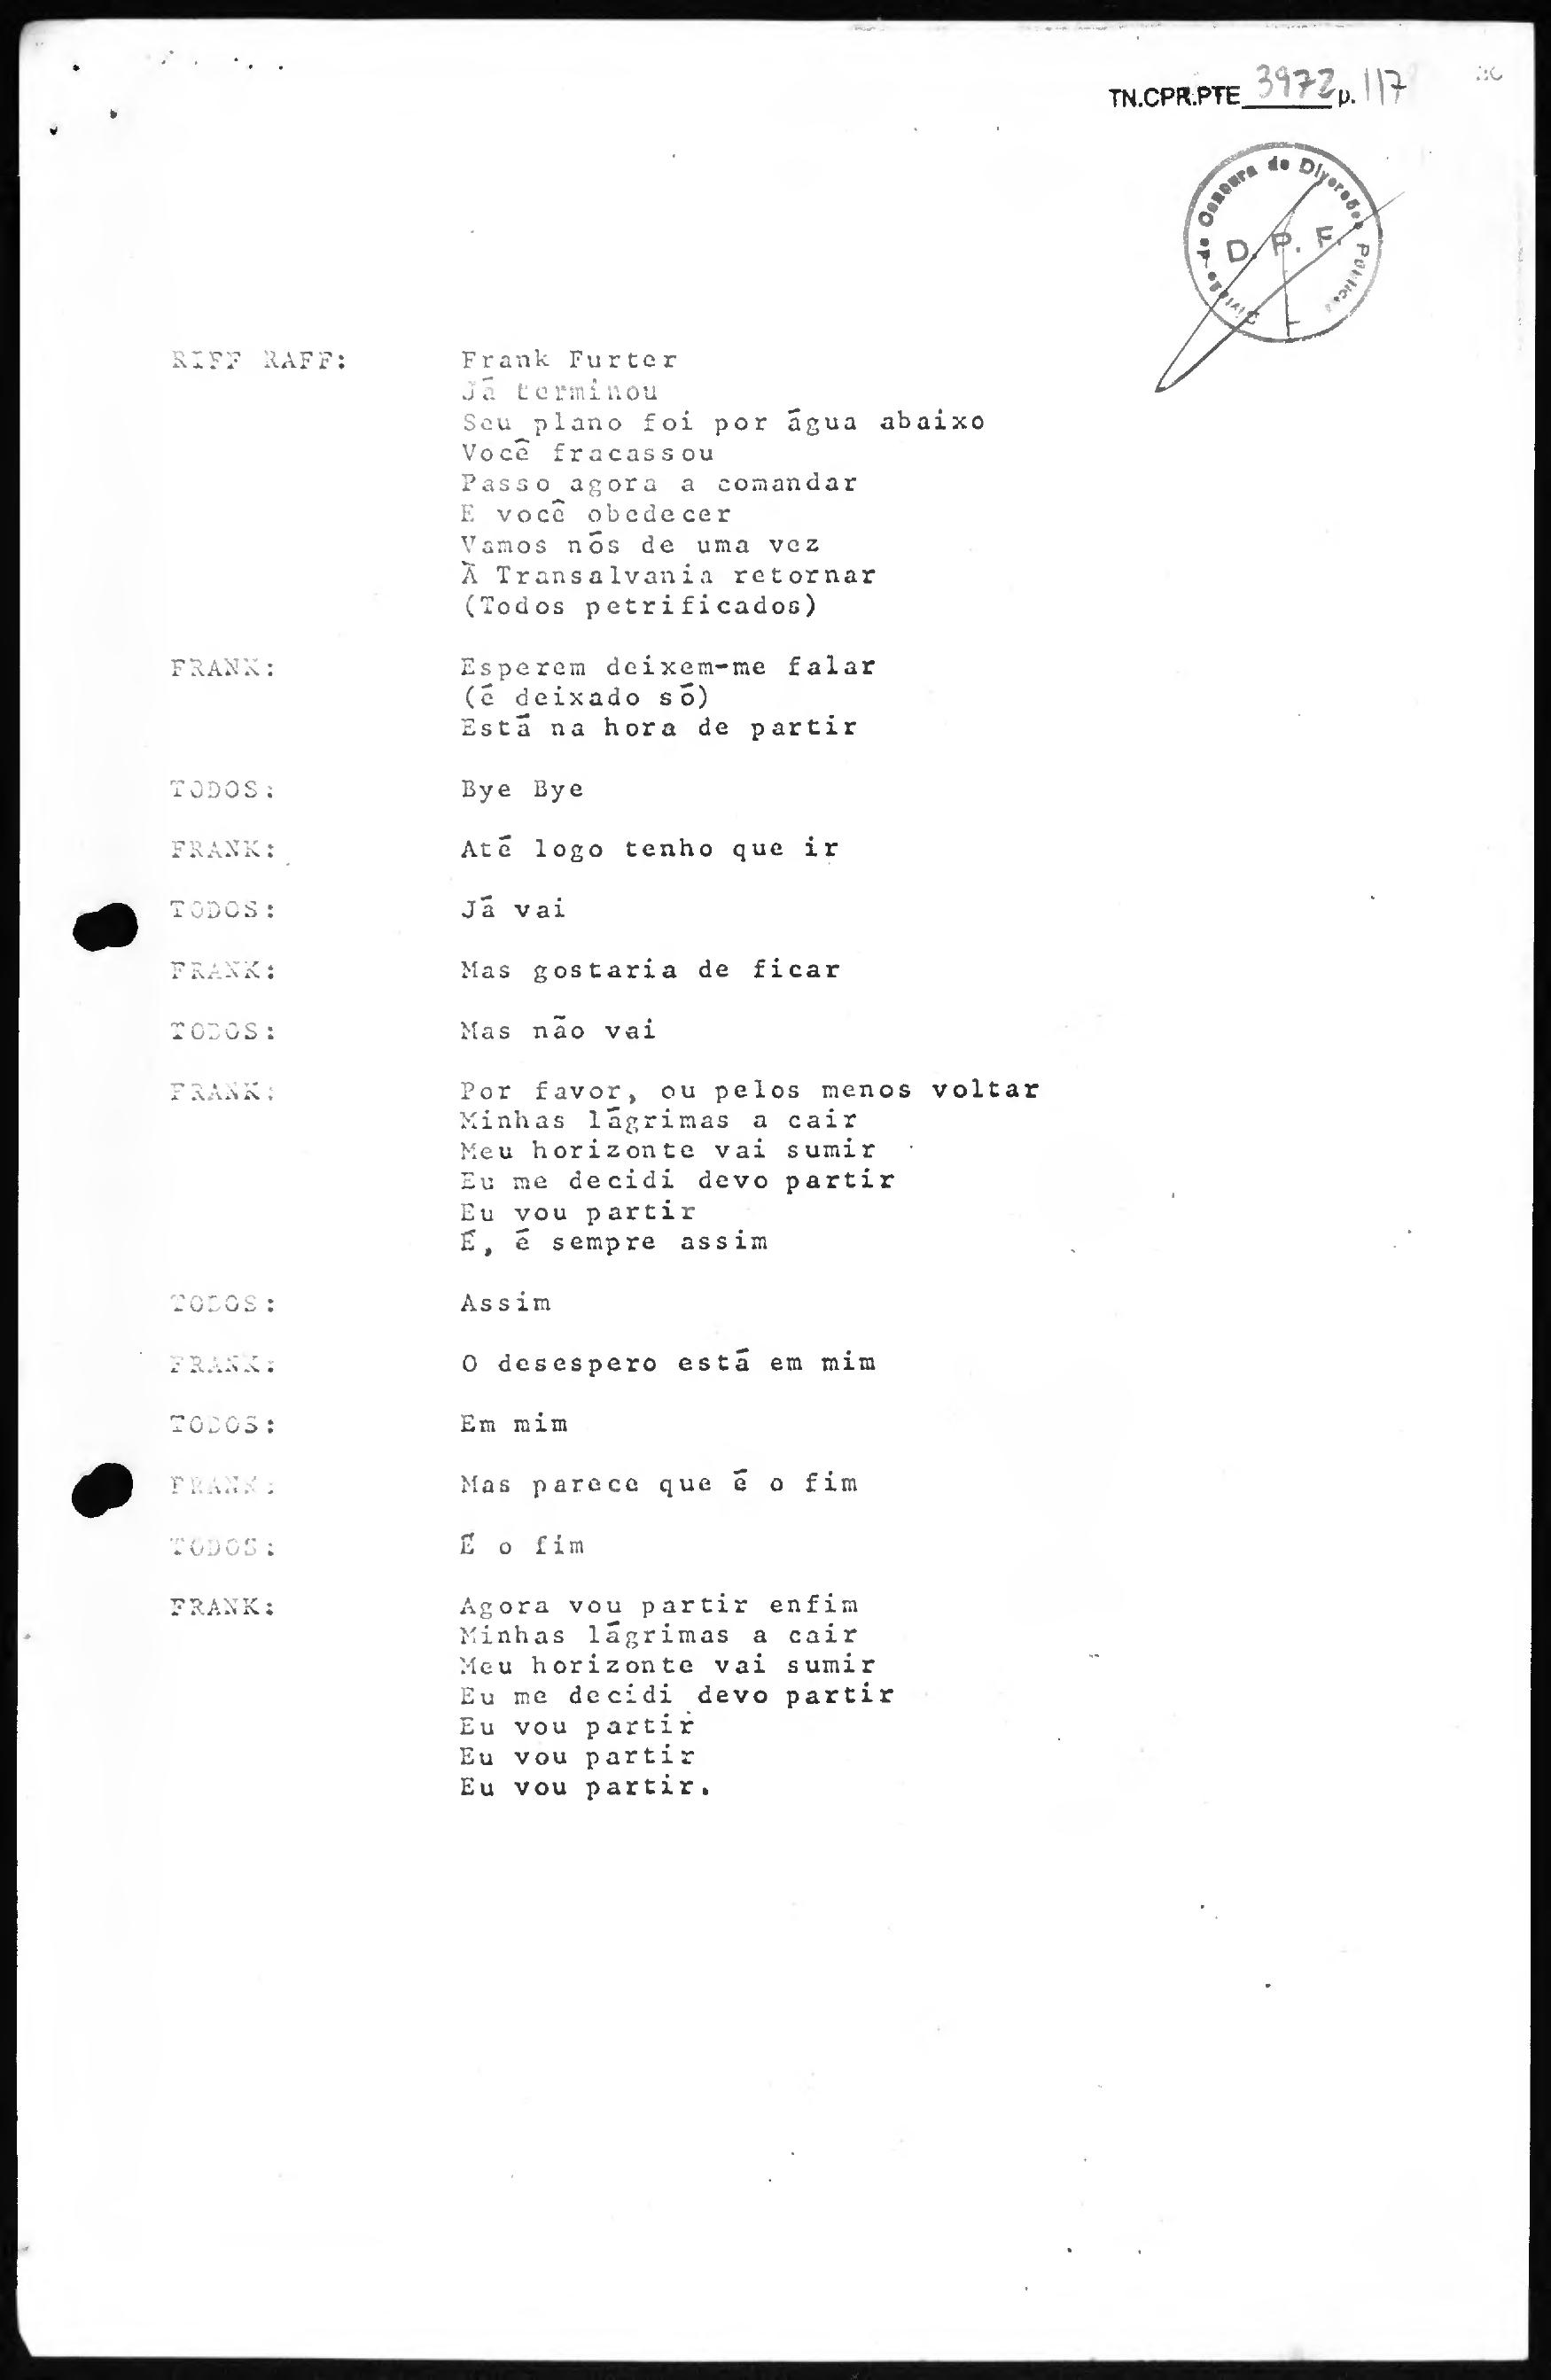 TN.CPR.PTE 3972 p. 117
Divisão de Censura de Diversões Públicas
D. P. F.
RIFF RAFF: Frank Furter
Já terminou
Seu plano foi por água abaixo
Você fracassou
Passo agora a comandar
E você obedecer
Vamos nós de uma vez
À Transalvania retornar
(Todos petrificados)
FRANK: Esperem deixem-me falar
(é deixado só)
Está na hora de partir
TODOS: Bye Bye
FRANK: Até logo tenho que ir
TODOS: Já vai
FRANK: Mas gostaria de ficar
TODOS: Mas não vai
FRANK: Por favor, ou pelos menos voltar
Minhas lágrimas a cair
Meu horizonte vai sumir
Eu me decidi devo partir
Eu vou partir
É, é sempre assim
TODOS: Assim
FRANK: O desespero está em mim
TODOS: Em mim
FRANK: Mas parece que é o fim
TODOS: É o fim
FRANK: Agora vou partir enfim
Minhas lágrimas a cair
Meu horizonte vai sumir
Eu me decidi devo partir
Eu vou partir
Eu vou partir
Eu vou partir.